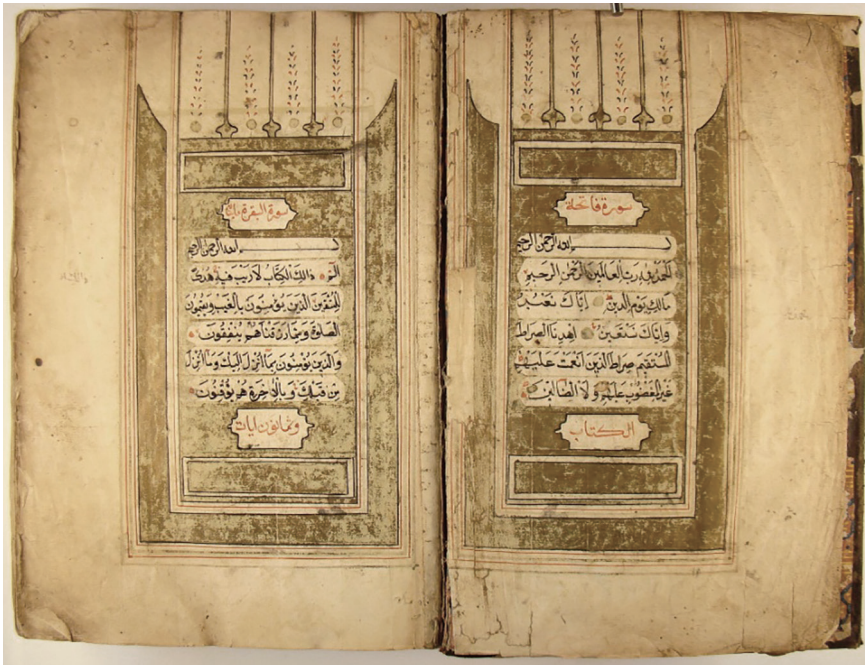 سورة فاتحة
بسم الله الرحمن الرحيم
الحمد لله رب العالمين الرحمن الرحيم
مالك يوم الدين اياك نعبد
واياك نستعين اهدنا الصراط
المستقيم صراط الذين انعمت عليهم
غير المغضوب عليهم ولا الضالين
الكتاب
سورة البقرة
بسم الله الرحمن الرحيم
الم ذالك الكتاب لا ريب فيه هدى
للمتقين الذين يؤمنون بالغيب ويقيمون
الصلوة ومما رزقناهم ينفقون
والذين يؤمنون بما انزل اليك وما انزل
من قبلك وبالاخرة هم يوقنون
وثمانون ايات